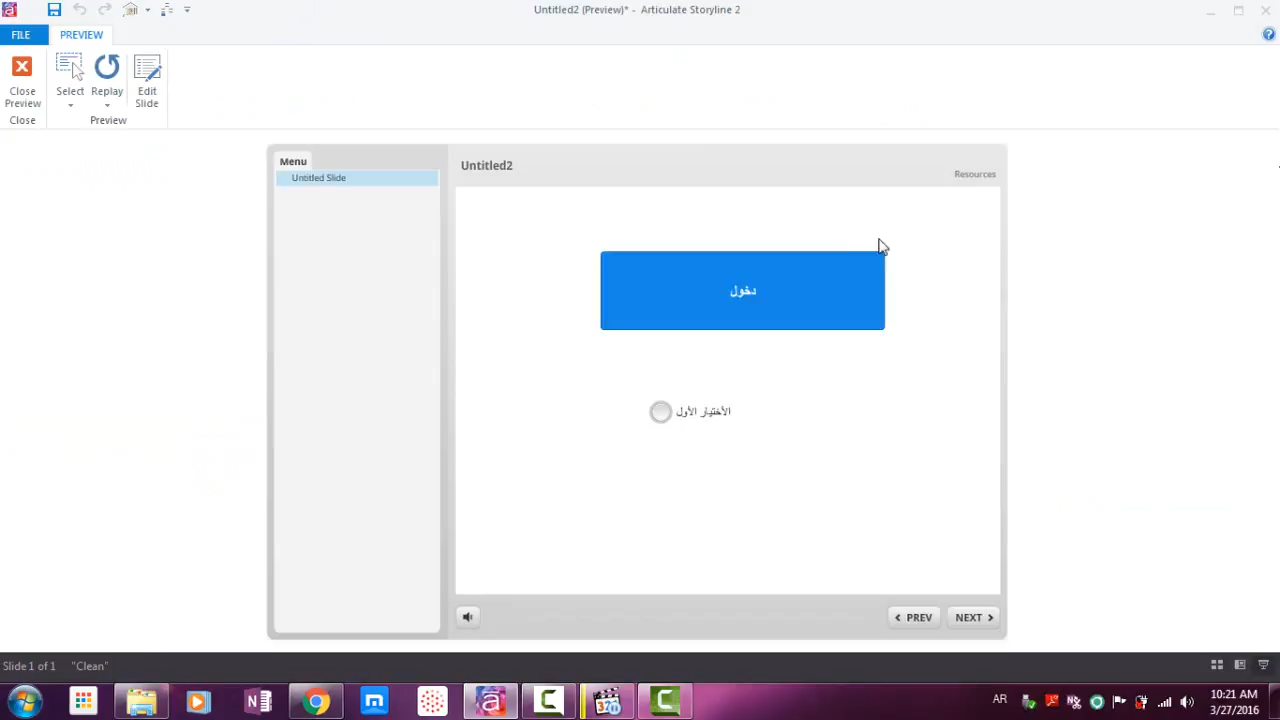 Untitled2 (Preview)* - Articulate Storyline 2
FILE
PREVIEW
Close Preview
Select
Replay
Edit Slide
Close
Preview
Menu
Untitled Slide
Untitled2
Resources
دخول
الأختيار الأول
PREV
NEXT
Slide 1 of 1
"Clean"
AR
10:21 AM
3/27/2016